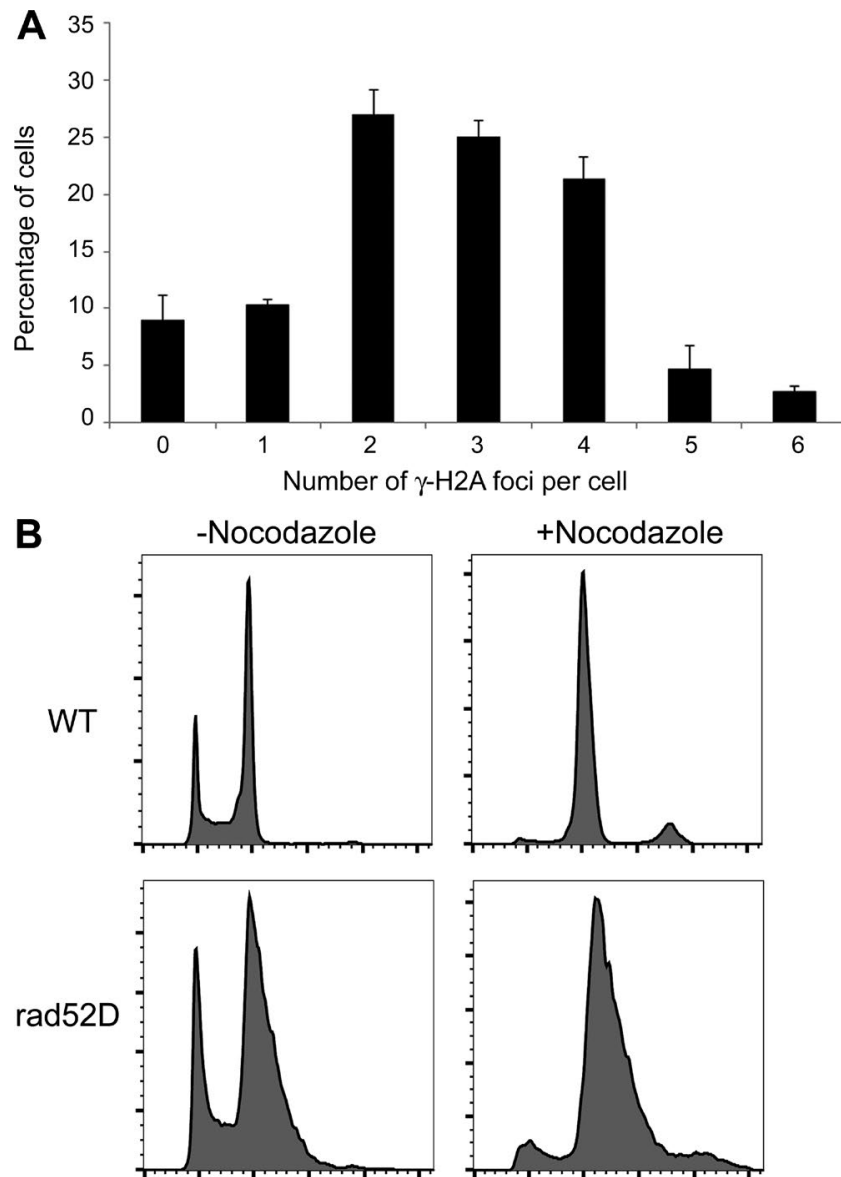 A
35
30
25
20
15
10
5
0
Percentage of cells
0 1 2 3 4 5 6
Number of γ-H2A foci per cell
B
-Nocodazole +Nocodazole
WT
rad52D